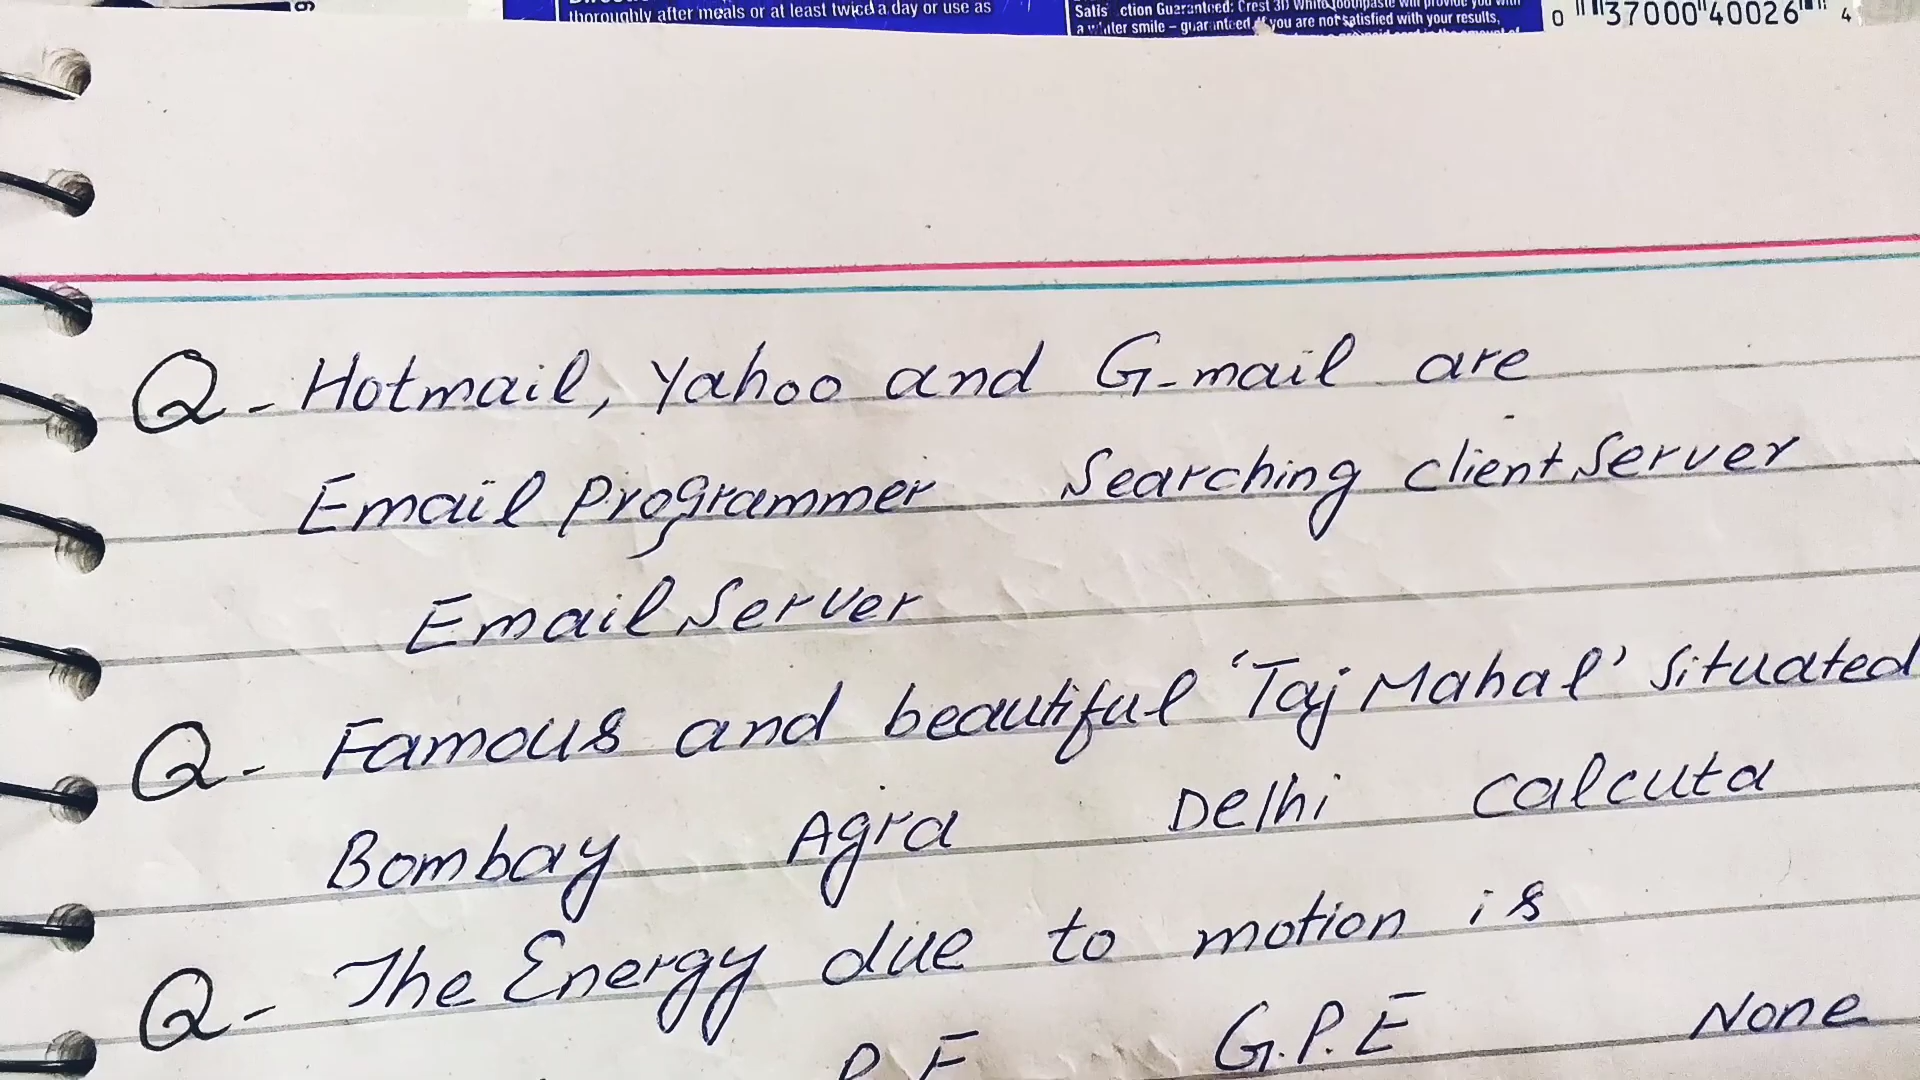 thoroughly after meals or at least twice a day or use as
Satis ction Guaranteed: Crest 3D White Toothpaste will provide you with
a w iter smile – guaranteed. If you are not satisfied with your results,
0 37000 40026 4
Q - Hotmail, Yahoo and G-mail are
Email Programmer Searching client Server
Email Server
Q - Famous and beautiful 'Taj Mahal' Situated
Bombay Agra Delhi Calcuta
Q - The Energy due to motion is
P.E G.P.E None